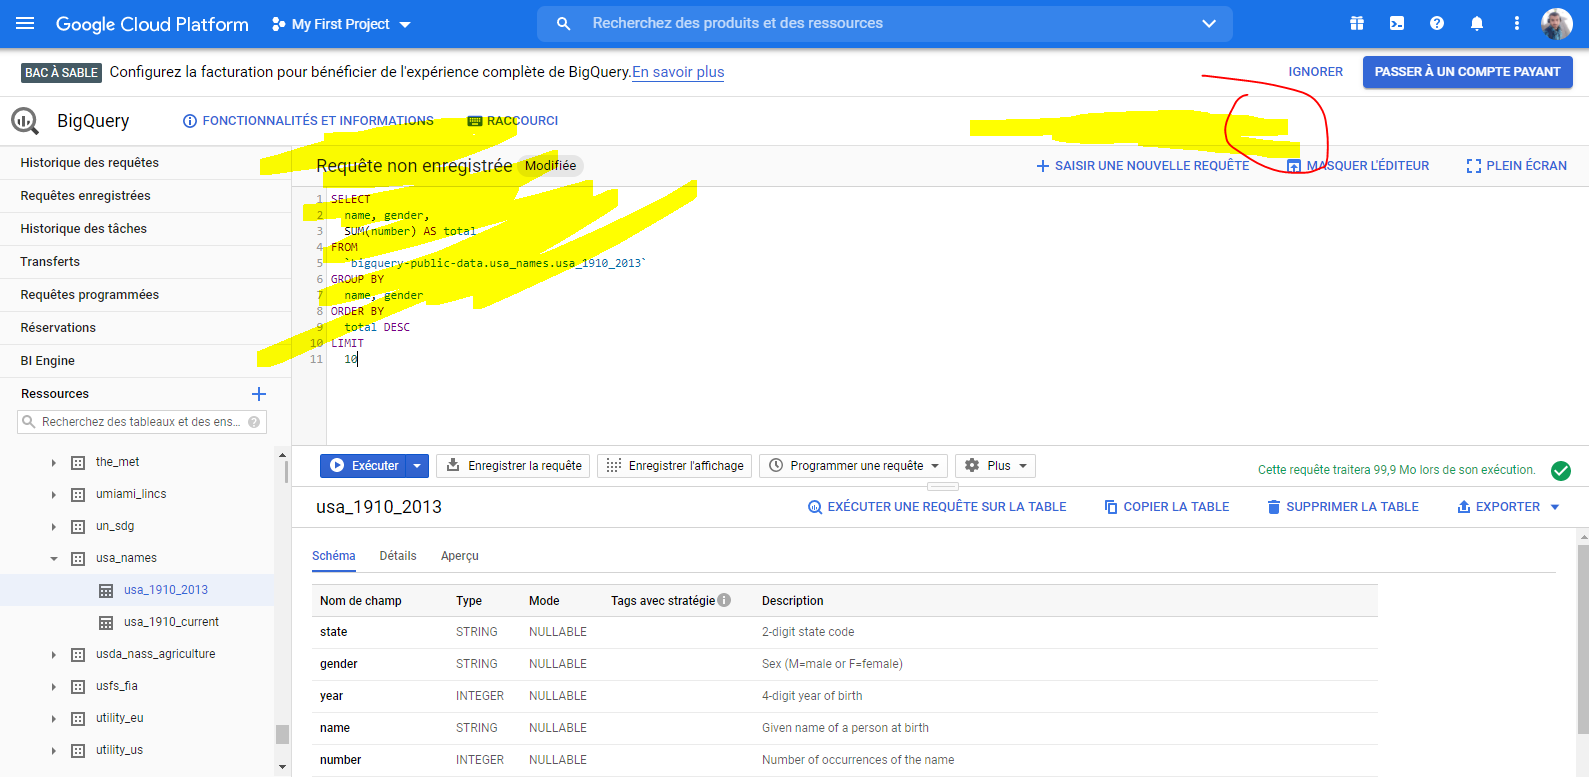 Google Cloud Platform My First Project Recherchez des produits et des ressources
BAC À SABLE Configurez la facturation pour bénéficier de l'expérience complète de BigQuery. En savoir plus IGNORER PASSER À UN COMPTE PAYANT
BigQuery FONCTIONNALITÉS ET INFORMATIONS RACCOURCI
Historique des requêtes
Requêtes enregistrées
Historique des tâches
Transferts
Requêtes programmées
Réservations
BI Engine
Ressources
Recherchez des tableaux et des ens...
the_met
umiami_lincs
un_sdg
usa_names
usa_1910_2013
usa_1910_current
usda_nass_agriculture
usfs_fia
utility_eu
utility_us
Requête non enregistrée Modifiée SAISIR UNE NOUVELLE REQUÊTE MASQUER L'ÉDITEUR PLEIN ÉCRAN
1 SELECT
2 name, gender,
3 SUM(number) AS total
4 FROM
5 `bigquery-public-data.usa_names.usa_1910_2013`
6 GROUP BY
7 name, gender
8 ORDER BY
9 total DESC
10 LIMIT
11 10
Exécuter Enregistrer la requête Enregistrer l'affichage Programmer une requête Plus Cette requête traitera 99,9 Mo lors de son exécution.
usa_1910_2013 EXÉCUTER UNE REQUÊTE SUR LA TABLE COPIER LA TABLE SUPPRIMER LA TABLE EXPORTER
Schéma Détails Aperçu
Nom de champ Type Mode Tags avec stratégie Description
state STRING NULLABLE 2-digit state code
gender STRING NULLABLE Sex (M=male or F=female)
year INTEGER NULLABLE 4-digit year of birth
name STRING NULLABLE Given name of a person at birth
number INTEGER NULLABLE Number of occurrences of the name